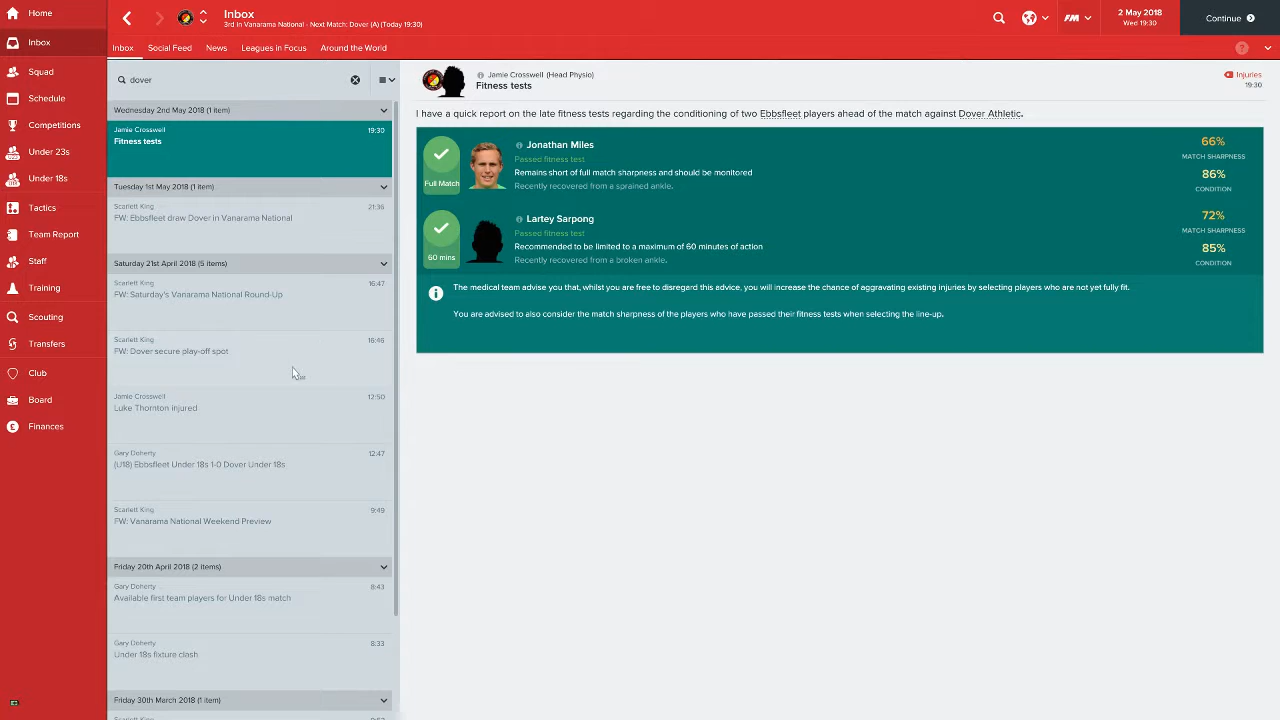 Home
Inbox
Squad
Schedule
Competitions
Under 23s
Under 18s
Tactics
Team Report
Staff
Training
Scouting
Transfers
Club
Board
Finances
Inbox
3rd in Vanarama National - Next Match: Dover (A) (Today 19:30)
FM
2 May 2018
Wed 19:30
Continue
Inbox Social Feed News Leagues in Focus Around the World
?
dover
Wednesday 2nd May 2018 (1 item)
Jamie Crosswell 19:30
Fitness tests
Tuesday 1st May 2018 (1 item)
Scarlett King 21:36
FW: Ebbsfleet draw Dover in Vanarama National
Saturday 21st April 2018 (5 items)
Scarlett King 16:47
FW: Saturday's Vanarama National Round-Up
Scarlett King 16:46
FW: Dover secure play-off spot
Jamie Crosswell 12:50
Luke Thornton injured
Gary Doherty 12:47
(U18) Ebbsfleet Under 18s 1-0 Dover Under 18s
Scarlett King 9:49
FW: Vanarama National Weekend Preview
Friday 20th April 2018 (2 items)
Gary Doherty 8:43
Available first team players for Under 18s match
Gary Doherty 8:33
Under 18s fixture clash
Friday 30th March 2018 (1 item)
Jamie Crosswell (Head Physio)
Fitness tests
Injuries
19:30
I have a quick report on the late fitness tests regarding the conditioning of two Ebbsfleet players ahead of the match against Dover Athletic.
Full Match
Jonathan Miles
Passed fitness test
Remains short of full match sharpness and should be monitored
Recently recovered from a sprained ankle.
66%
MATCH SHARPNESS
86%
CONDITION
60 mins
Lartey Sarpong
Passed fitness test
Recommended to be limited to a maximum of 60 minutes of action
Recently recovered from a broken ankle.
72%
MATCH SHARPNESS
85%
CONDITION
The medical team advise you that, whilst you are free to disregard this advice, you will increase the chance of aggravating existing injuries by selecting players who are not yet fully fit.
You are advised to also consider the match sharpness of the players who have passed their fitness tests when selecting the line-up.